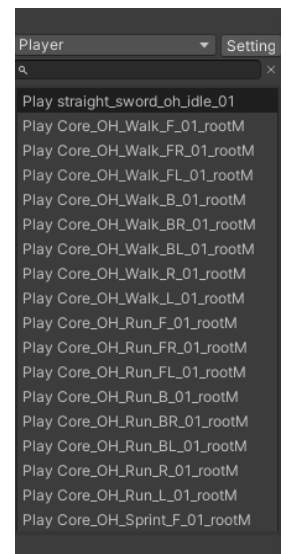 Player
Setting
Play straight_sword_oh_idle_01
Play Core_OH_Walk_F_01_rootM
Play Core_OH_Walk_FR_01_rootM
Play Core_OH_Walk_FL_01_rootM
Play Core_OH_Walk_B_01_rootM
Play Core_OH_Walk_BR_01_rootM
Play Core_OH_Walk_BL_01_rootM
Play Core_OH_Walk_R_01_rootM
Play Core_OH_Walk_L_01_rootM
Play Core_OH_Run_F_01_rootM
Play Core_OH_Run_FR_01_rootM
Play Core_OH_Run_FL_01_rootM
Play Core_OH_Run_B_01_rootM
Play Core_OH_Run_BR_01_rootM
Play Core_OH_Run_BL_01_rootM
Play Core_OH_Run_R_01_rootM
Play Core_OH_Run_L_01_rootM
Play Core_OH_Sprint_F_01_rootM